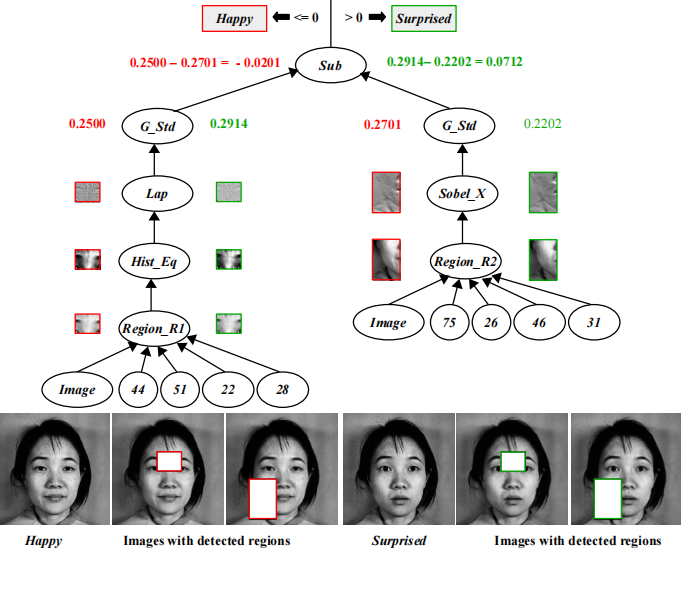 Happy <= 0 > 0 Surprised
0.2500 – 0.2701 = - 0.0201 Sub 0.2914– 0.2202 = 0.0712
0.2500 G_Std 0.2914 0.2701 G_Std 0.2202
Lap Sobel_X
Hist_Eq Region_R2
Region_R1 Image 75 26 46 31
Image 44 51 22 28
Happy Images with detected regions Surprised Images with detected regions